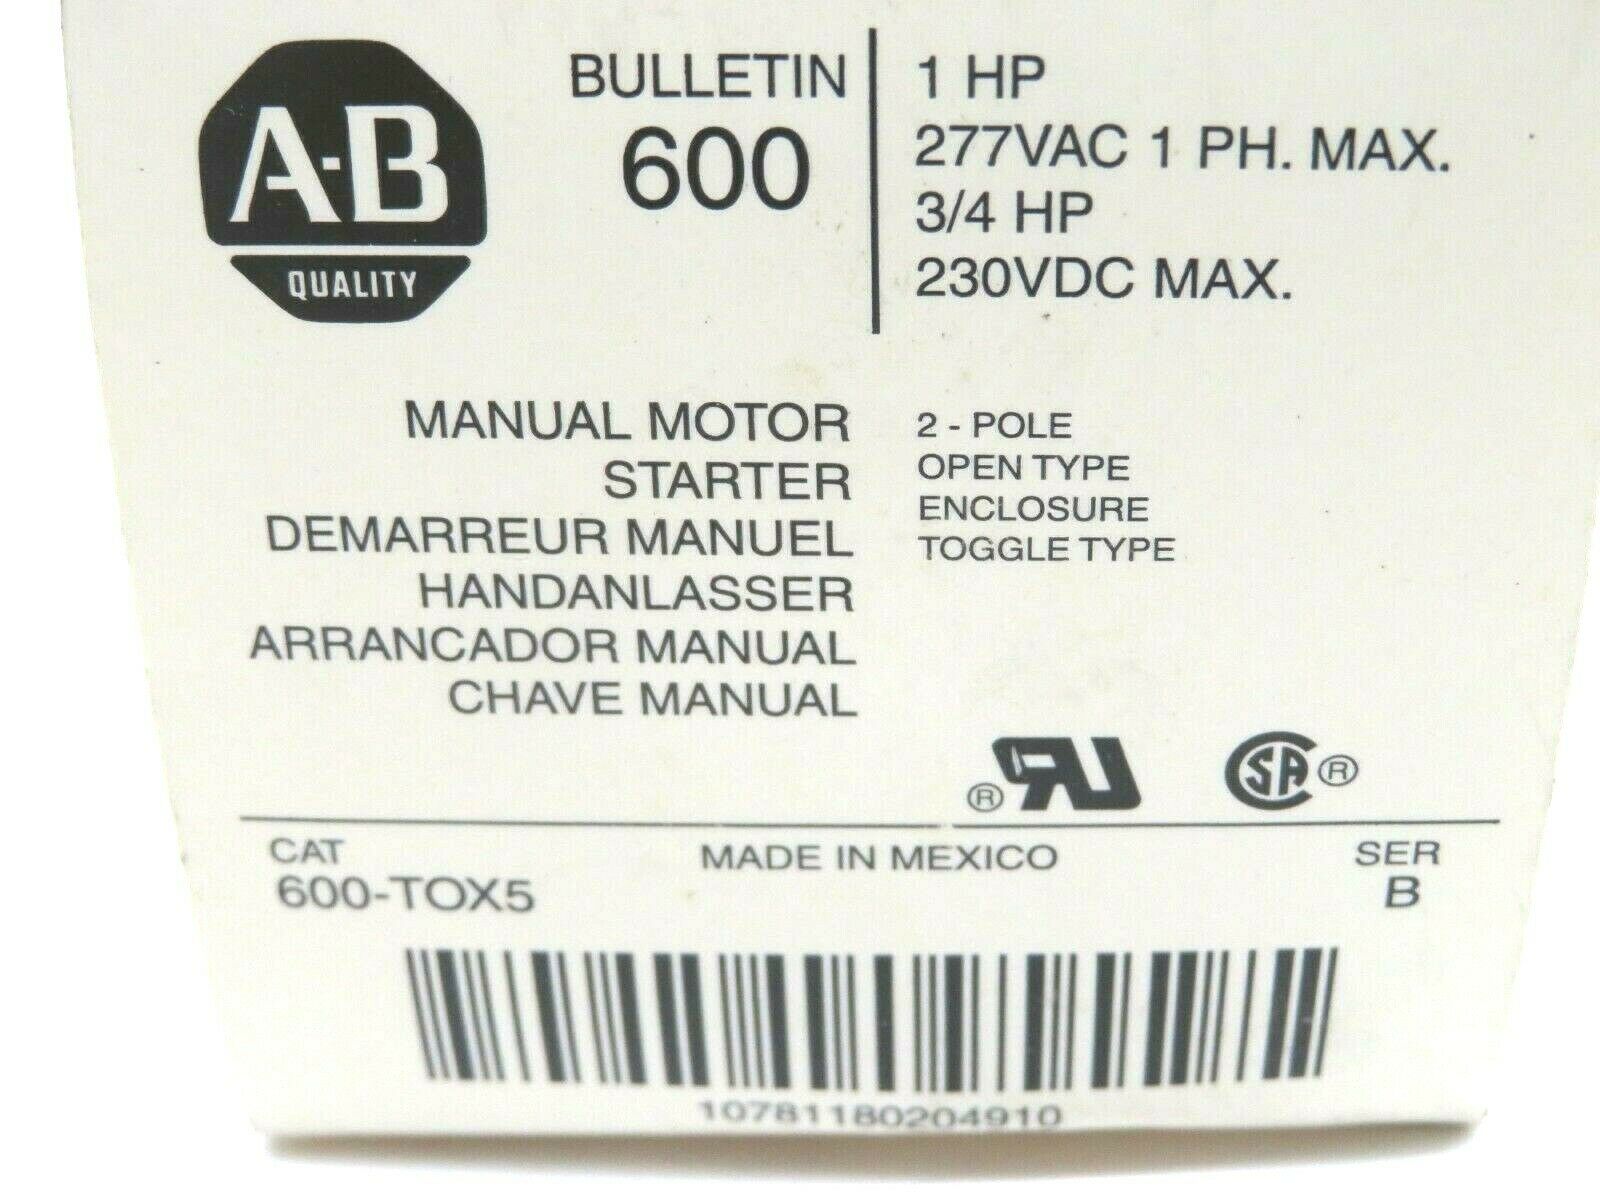 A-B
QUALITY
BULLETIN
600
1 HP
277VAC 1 PH. MAX.
3/4 HP
230VDC MAX.
MANUAL MOTOR
STARTER
DEMARREUR MANUEL
HANDANLASSER
ARRANCADOR MANUAL
CHAVE MANUAL
2 - POLE
OPEN TYPE
ENCLOSURE
TOGGLE TYPE
® RU
SA ®
CAT
600-TOX5
MADE IN MEXICO
SER
B
10781180204910